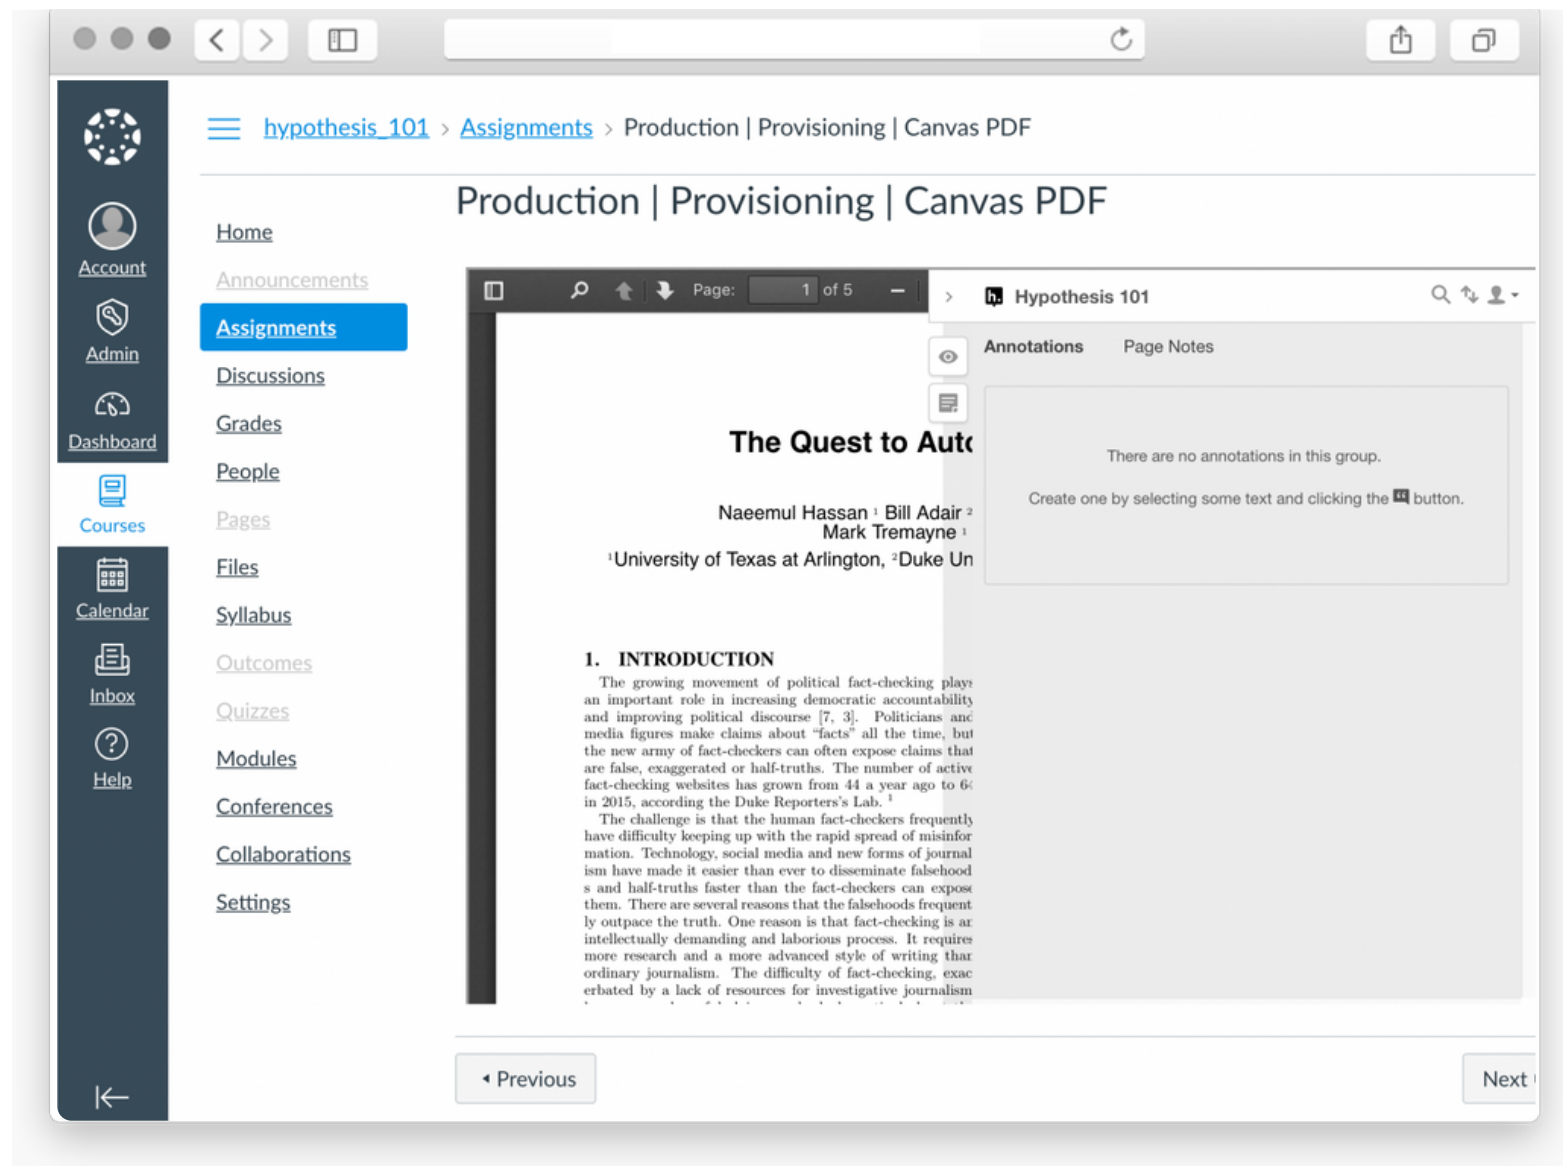 hypothesis_101 > Assignments > Production | Provisioning | Canvas PDF
Production | Provisioning | Canvas PDF
Account
Admin
Dashboard
Courses
Calendar
Inbox
Help
Home
Announcements
Assignments
Discussions
Grades
People
Pages
Files
Syllabus
Outcomes
Quizzes
Modules
Conferences
Collaborations
Settings
Page: 1 of 5
The Quest to
Naeemul Hassan 1 Bill Adair 2
Mark Tremayne 1
1University of Texas at Arlington, 2Duke
1. INTRODUCTION
The growing movement of political fact-checking plays
an important role in increasing democratic accountability
and improving political discourse [7, 3]. Politicians and
media figures make claims about “facts” all the time, but
the new army of fact-checkers can often expose claims that
are false, exaggerated or half-truths. The number of active
fact-checking websites has grown from 44 a year ago to
in 2015, according the Duke Reporters's Lab. 1
The challenge is that the human fact-checkers frequently
have difficulty keeping up with the rapid spread of misinfor
mation. Technology, social media and new forms of journal
ism have made it easier than ever to disseminate falsehood
s and half-truths faster than the fact-checkers can expose
them. There are several reasons that the falsehoods frequent
ly outpace the truth. One reason is that fact-checking is an
intellectually demanding and laborious process. It requires
more research and a more advanced style of writing than
ordinary journalism. The difficulty of fact-checking, exac
erbated by a lack of resources for investigative journalism
h. Hypothesis 101
Annotations Page Notes
There are no annotations in this group.
Create one by selecting some text and clicking the button.
Previous
Next